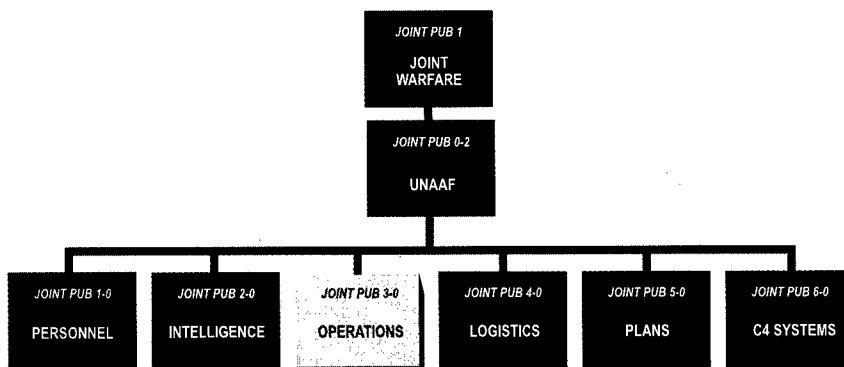 JOINT PUB 1
JOINT
WARFARE
JOINT PUB 0-2
UNAAF
JOINT PUB 1-0
PERSONNEL
JOINT PUB 2-0
INTELLIGENCE
JOINT PUB 3-0
OPERATIONS
JOINT PUB 4-0
LOGISTICS
JOINT PUB 5-0
PLANS
JOINT PUB 6-0
C4 SYSTEMS